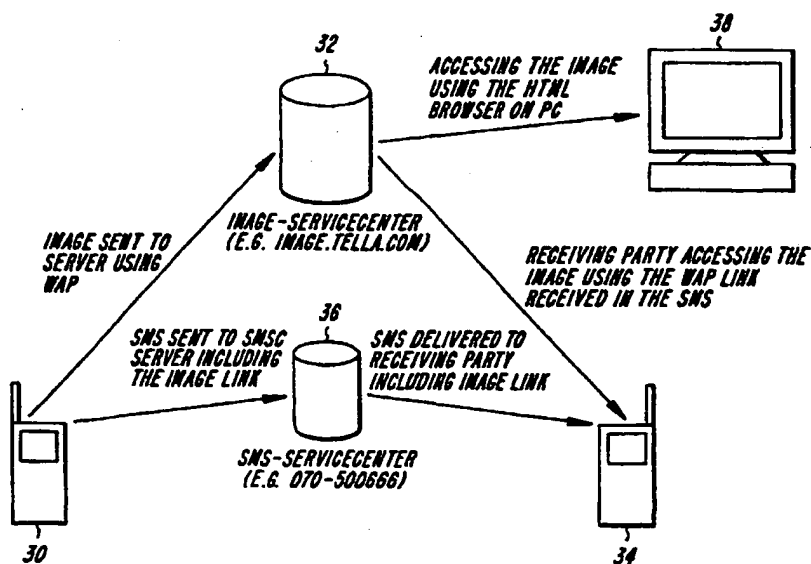 32
38
ACCESSING THE IMAGE
USING THE HTML
BROWSER ON PC
IMAGE-SERVICECENTER
(E.G. IMAGE.TELLA.COM)
IMAGE SENT TO
SERVER USING
WAP
RECEIVING PARTY ACCESSING THE
IMAGE USING THE WAP LINK
RECEIVED IN THE SMS
36
SMS SENT TO SMSC
SERVER INCLUDING
THE IMAGE LINK
SMS DELIVERED TO
RECEIVING PARTY
INCLUDING IMAGE LINK
SMS-SERVICECENTER
(E.G. 070-500666)
30
34